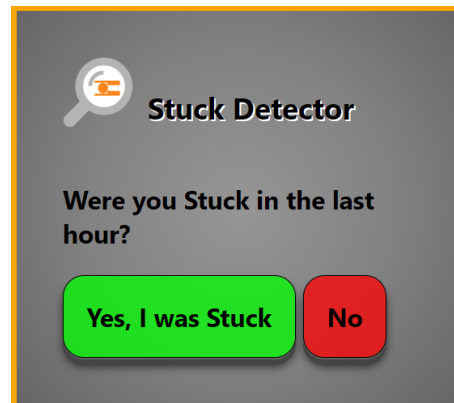 Stuck Detector
Were you Stuck in the last
hour?
Yes, I was Stuck
No